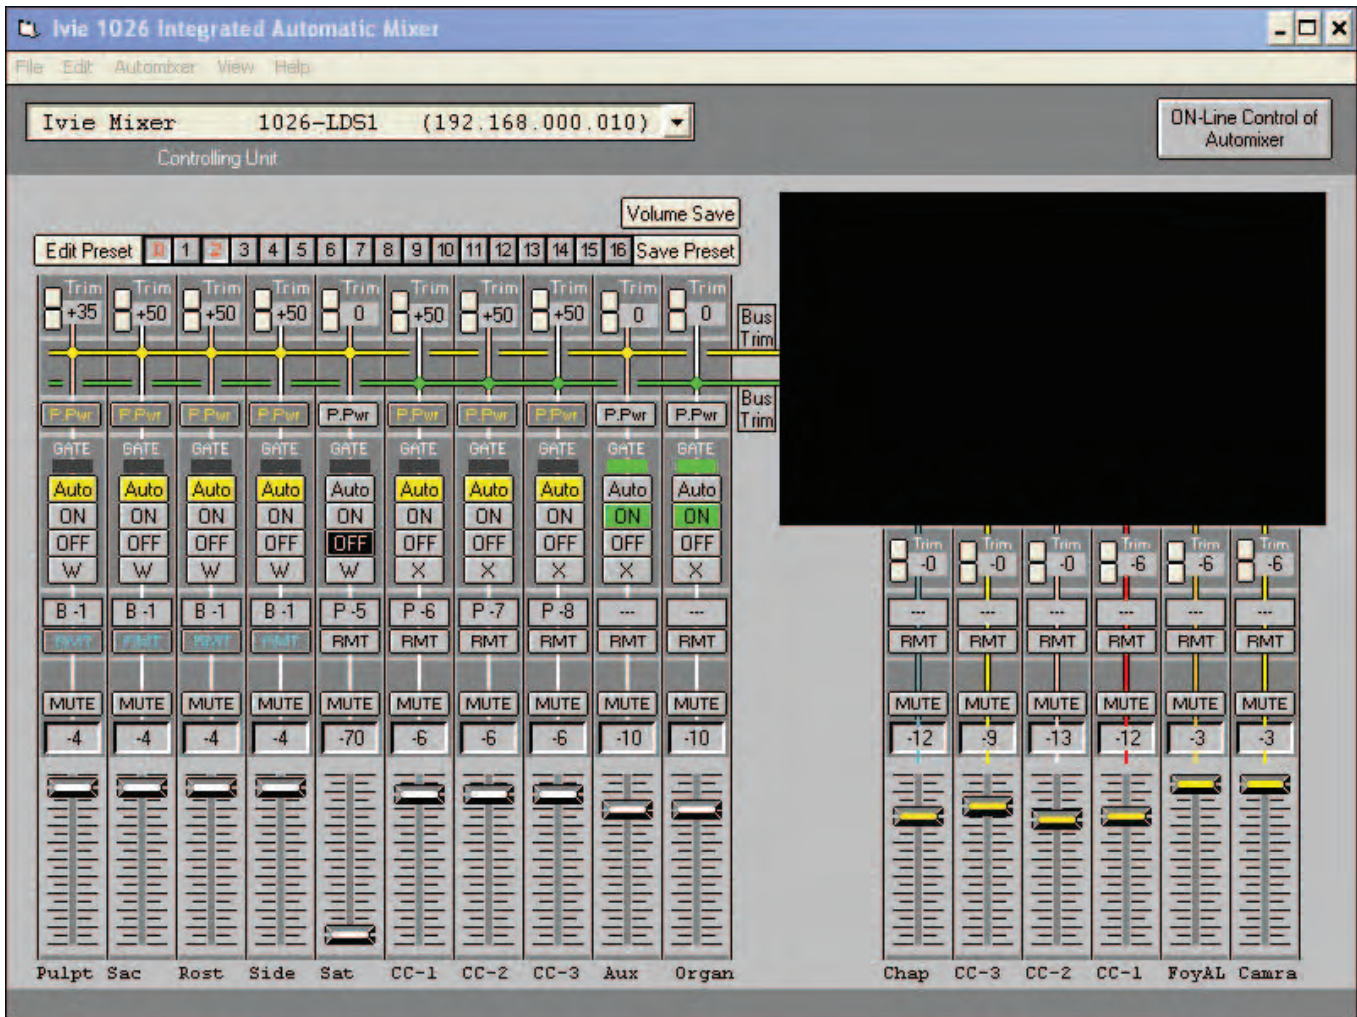 Ivie 1026 Integrated Automatic Mixer
File Edit Automixer View Help
Ivie Mixer 1026-LDS1 (192.168.000.010)
ON-Line Control of
Automixer
Controlling Unit
Volume Save
Edit Preset 0 1 2 3 4 5 6 7 8 9 10 11 12 13 14 15 16 Save Preset
Trim Trim Trim Trim Trim Trim Trim Trim Trim Trim
+35 +50 +50 +50 0 +50 +50 +50 0 0
Bus
Trim
Bus
Trim
P.Pwr P.Pwr P.Pwr P.Pwr P.Pwr P.Pwr P.Pwr P.Pwr P.Pwr P.Pwr
GATE GATE GATE GATE GATE GATE GATE GATE GATE GATE
Auto Auto Auto Auto Auto Auto Auto Auto Auto Auto
ON ON ON ON ON ON ON ON ON ON
OFF OFF OFF OFF OFF OFF OFF OFF OFF OFF
W W W W W X X X X X
Trim Trim Trim Trim Trim Trim
-0 -0 -0 -6 -6 -6
B -1 B -1 B -1 B -1 P -5 P -6 P -7 P -8 --- --- --- --- --- --- --- ---
RMT RMT RMT RMT RMT RMT RMT RMT RMT RMT RMT RMT RMT RMT RMT RMT
MUTE MUTE MUTE MUTE MUTE MUTE MUTE MUTE MUTE MUTE MUTE MUTE MUTE MUTE MUTE MUTE
-4 -4 -4 -4 -70 -6 -6 -6 -10 -10 -12 -9 -13 -12 -3 -3
Pulpt Sac Rost Side Sat CC-1 CC-2 CC-3 Aux Organ Chap CC-3 CC-2 CC-1 FoyAL Camra